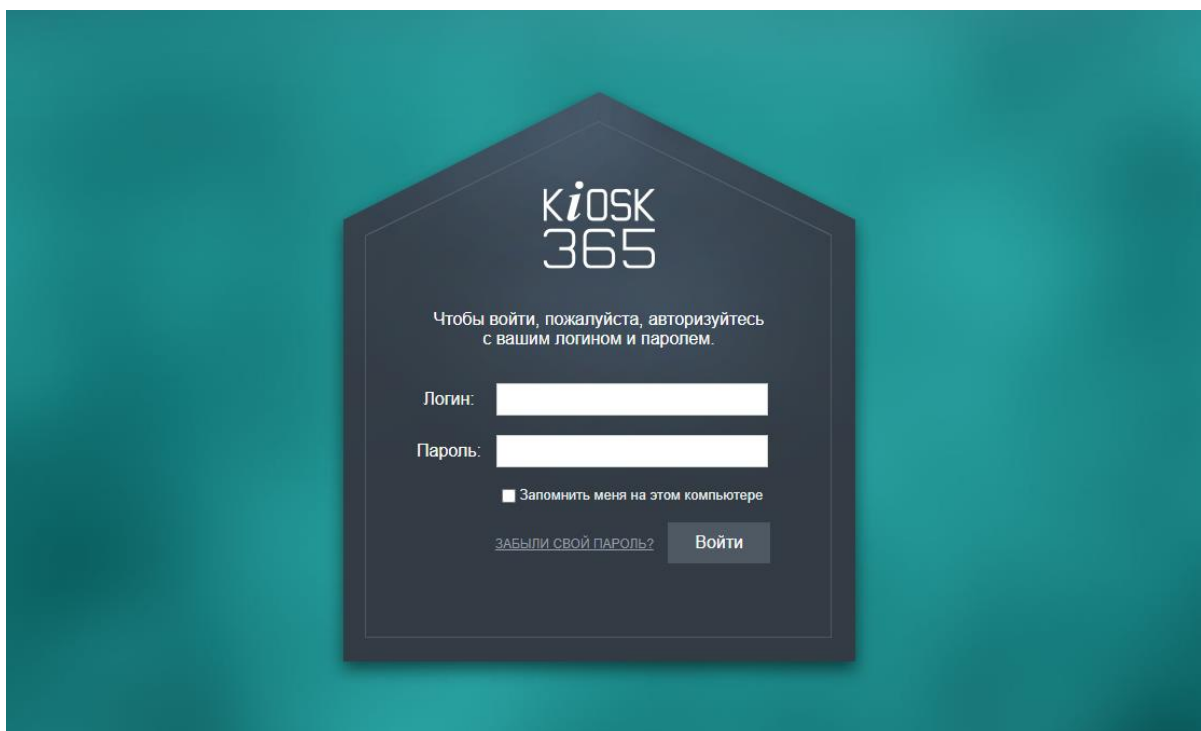 KiOSK
365
Чтобы войти, пожалуйста, авторизуйтесь
с вашим логином и паролем.
Логин:
Пароль:
Запомнить меня на этом компьютере
ЗАБЫЛИ СВОЙ ПАРОЛЬ? Войти